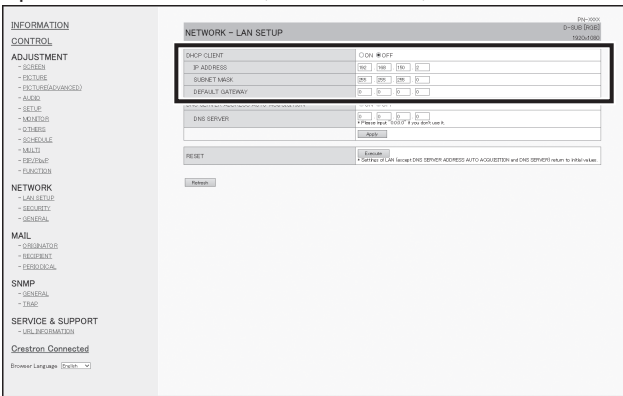 INFORMATION
CONTROL
ADJUSTMENT
- SCREEN
- PICTURE
- PICTURE(ADVANCED)
- AUDIO
- SETUP
- MONITOR
- OTHERS
- SCHEDULE
- MULTI
- PIP/PbyP
- FUNCTION
NETWORK
- LAN SETUP
- SECURITY
- GENERAL
MAIL
- ORIGINATOR
- RECIPIENT
- PERIODICAL
SNMP
- GENERAL
- TRAP
SERVICE & SUPPORT
- URL INFORMATION
Crestron Connected
Browser Language English
PN-XXX
NETWORK - LAN SETUP D-SUB [RGB]
1920x1080
DHCP CLIENT ON OFF
IP ADDRESS 192 . 168 . 150 . 2
SUBNET MASK 255 . 255 . 255 . 0
DEFAULT GATEWAY 0 . 0 . 0 . 0
DNS SERVER 0 . 0 . 0 . 0
* Please input "0.0.0.0" if you don't use it.
Apply
RESET Execute
* Settings of LAN (except DNS SERVER ADDRESS AUTO ACQUISITION and DNS SERVER) return to initial values.
Refresh